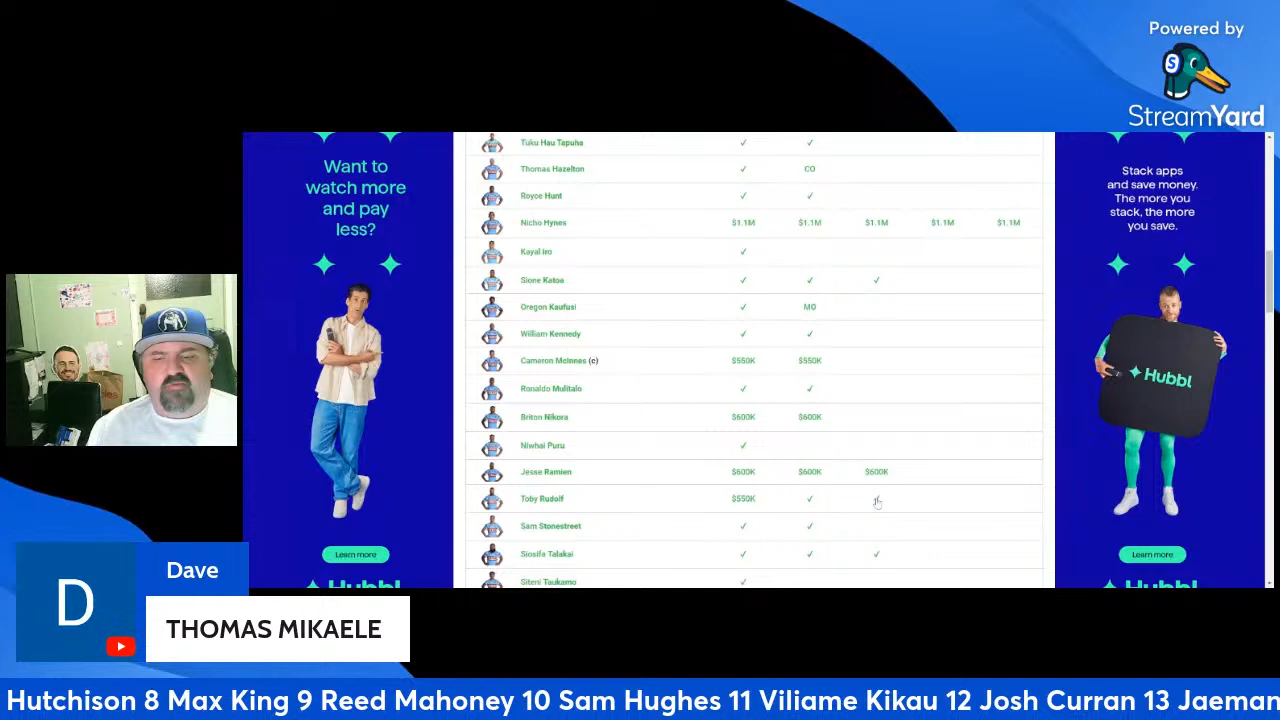 Powered by
StreamYard
Want to
watch more
and pay
less?
Learn more
Hubbl
Tuku Hau Tapuha ✓ ✓
Thomas Hazelton ✓ CO
Royce Hunt ✓ ✓
Nicho Hynes $1.1M $1.1M $1.1M $1.1M $1.1M
Kayal Iro ✓
Sione Katoa ✓ ✓ ✓
Oregon Kaufusi ✓ MO
William Kennedy ✓ ✓
Cameron McInnes (c) $550K $550K
Ronaldo Mulitalo ✓ ✓
Briton Nikora $600K $600K
Niwhai Puru ✓
Jesse Ramien $600K $600K $600K
Toby Rudolf $550K ✓ ✓
Sam Stonestreet ✓ ✓
Siosifa Talakai ✓ ✓ ✓
Siteni Taukamo ✓
Stack apps
and save money.
The more you
stack, the more
you save.
Hubbl
Learn more
Hubbl
D
Dave
THOMAS MIKAELE
Hutchison 8 Max King 9 Reed Mahoney 10 Sam Hughes 11 Viliame Kikau 12 Josh Curran 13 Jaeman